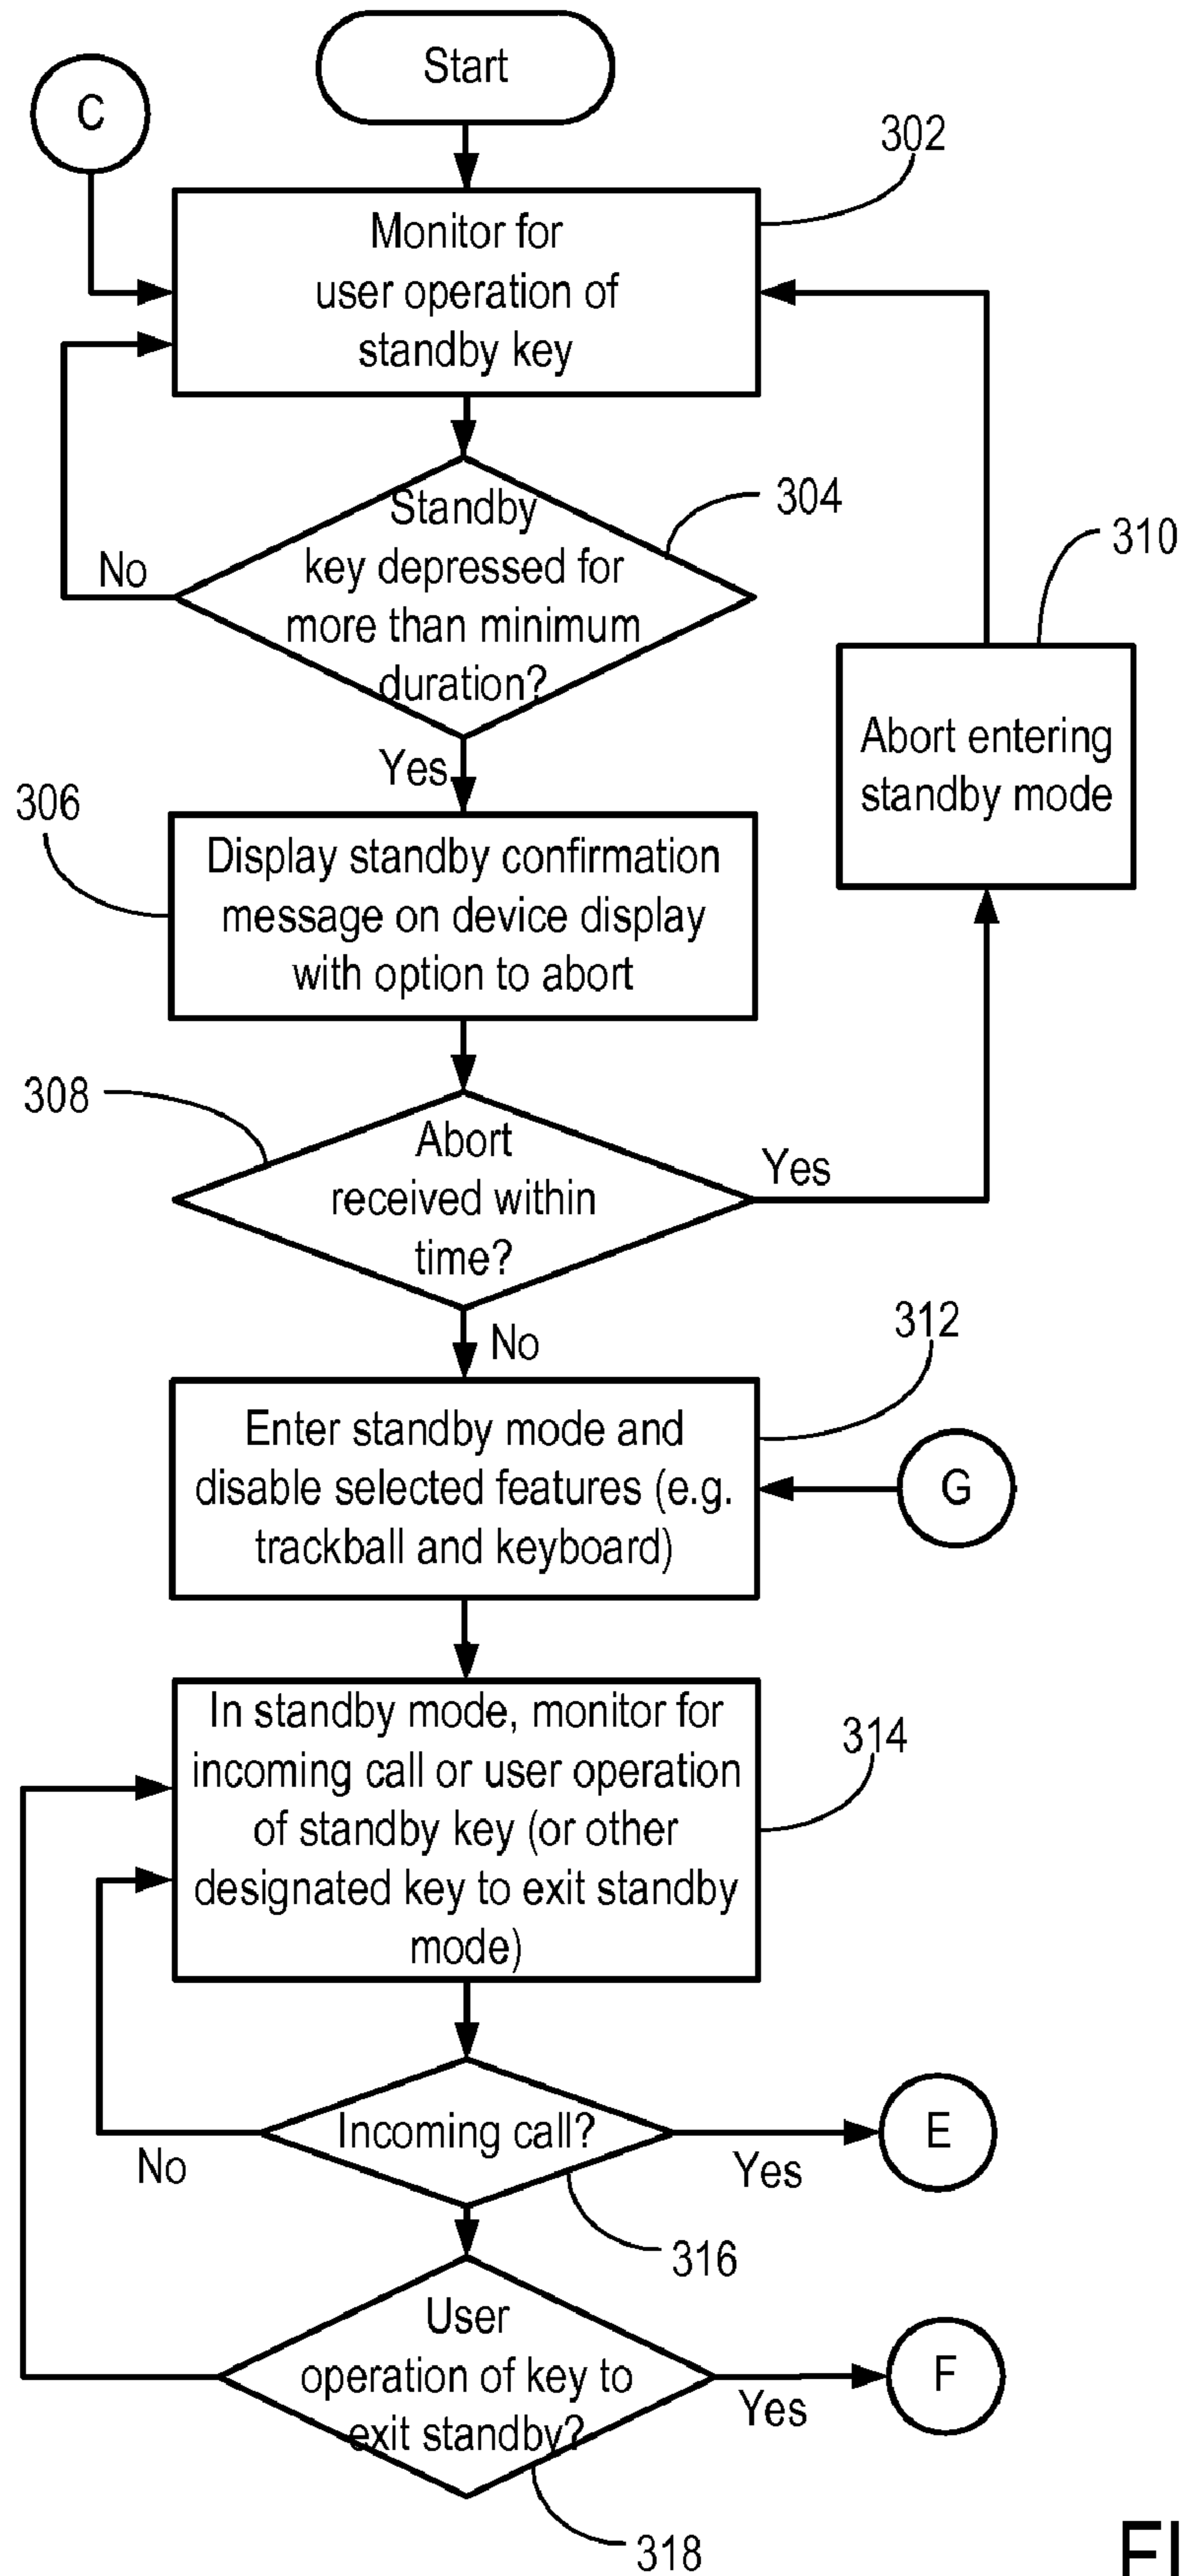 Start
C
302
Monitor for
user operation of
standby key
Standby
key depressed for
more than minimum
duration?
304
No
310
Abort entering
standby mode
Yes
306
Display standby confirmation
message on device display
with option to abort
308
Abort
received within
time?
Yes
No
312
Enter standby mode and
disable selected features (e.g.
trackball and keyboard)
G
In standby mode, monitor for
incoming call or user operation
of standby key (or other
designated key to exit standby
mode)
314
Incoming call?
No
Yes
E
316
User
operation of key to
exit standby?
Yes
F
318